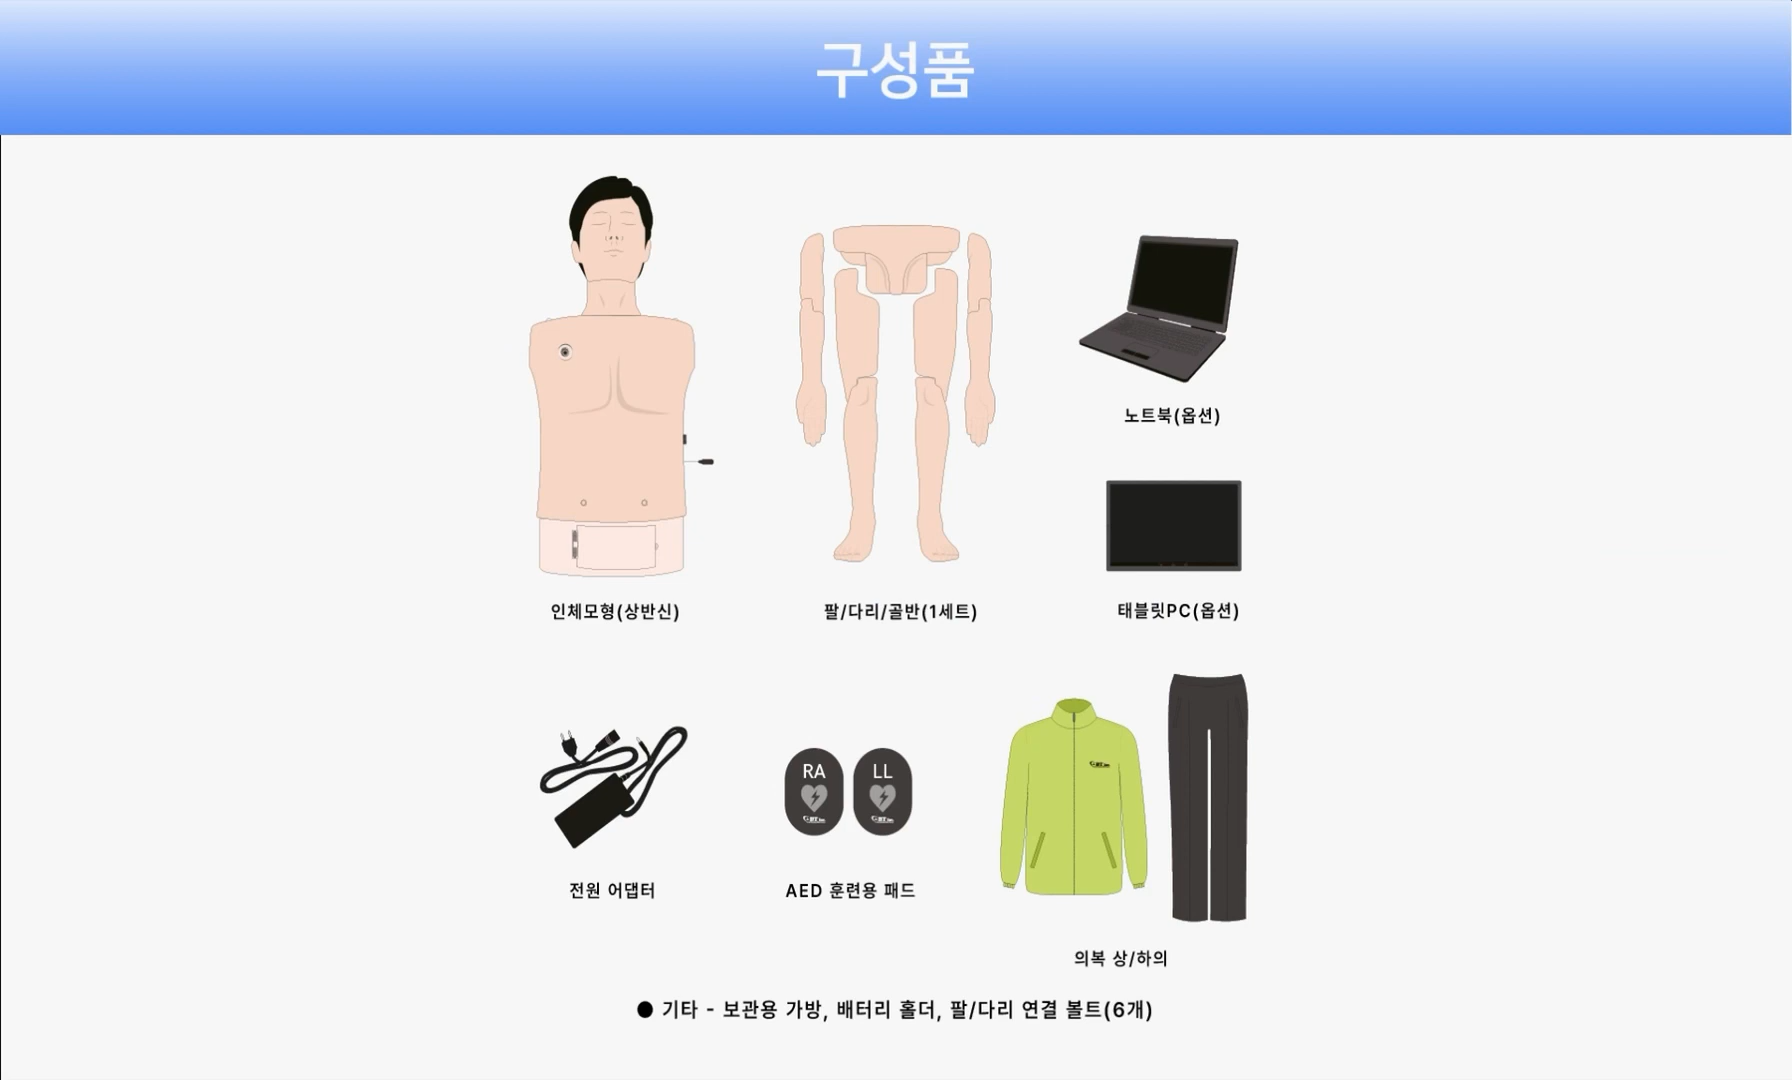 구성품
노트북(옵션)
인체모형(상반신)
팔/다리/골반(1세트)
태블릿PC(옵션)
RA
LL
전원 어댑터
AED 훈련용 패드
의복 상/하의
● 기타 - 보관용 가방, 배터리 홀더, 팔/다리 연결 볼트(6개)